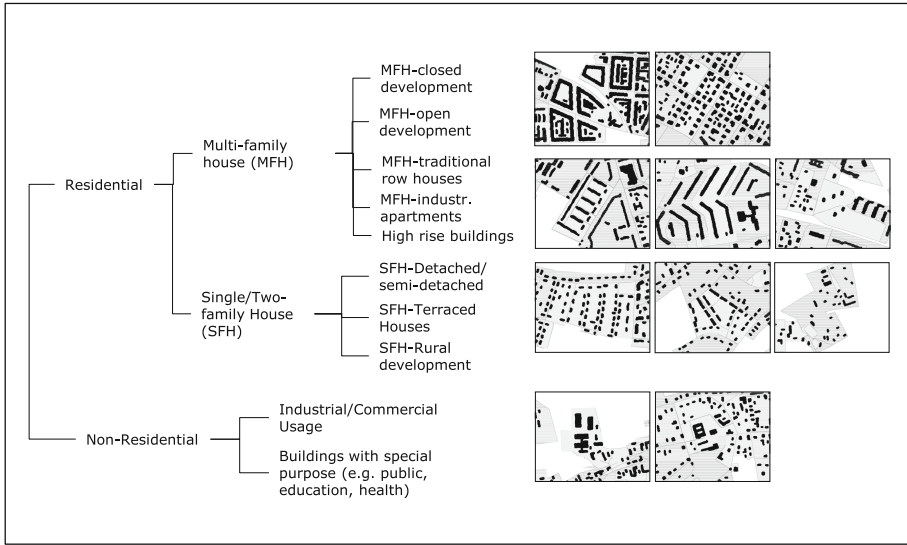 MFH-closed
development
MFH-open
development
Multi-family
house (MFH)
MFH-traditional
row houses
Residential
MFH-industr.
apartments
High rise buildings
SFH-Detached/
semi-detached
Single/Two-
family House
(SFH)
SFH-Terraced
Houses
SFH-Rural
development
Industrial/Commercial
Usage
Non-Residential
Buildings with special
purpose (e.g. public,
education, health)